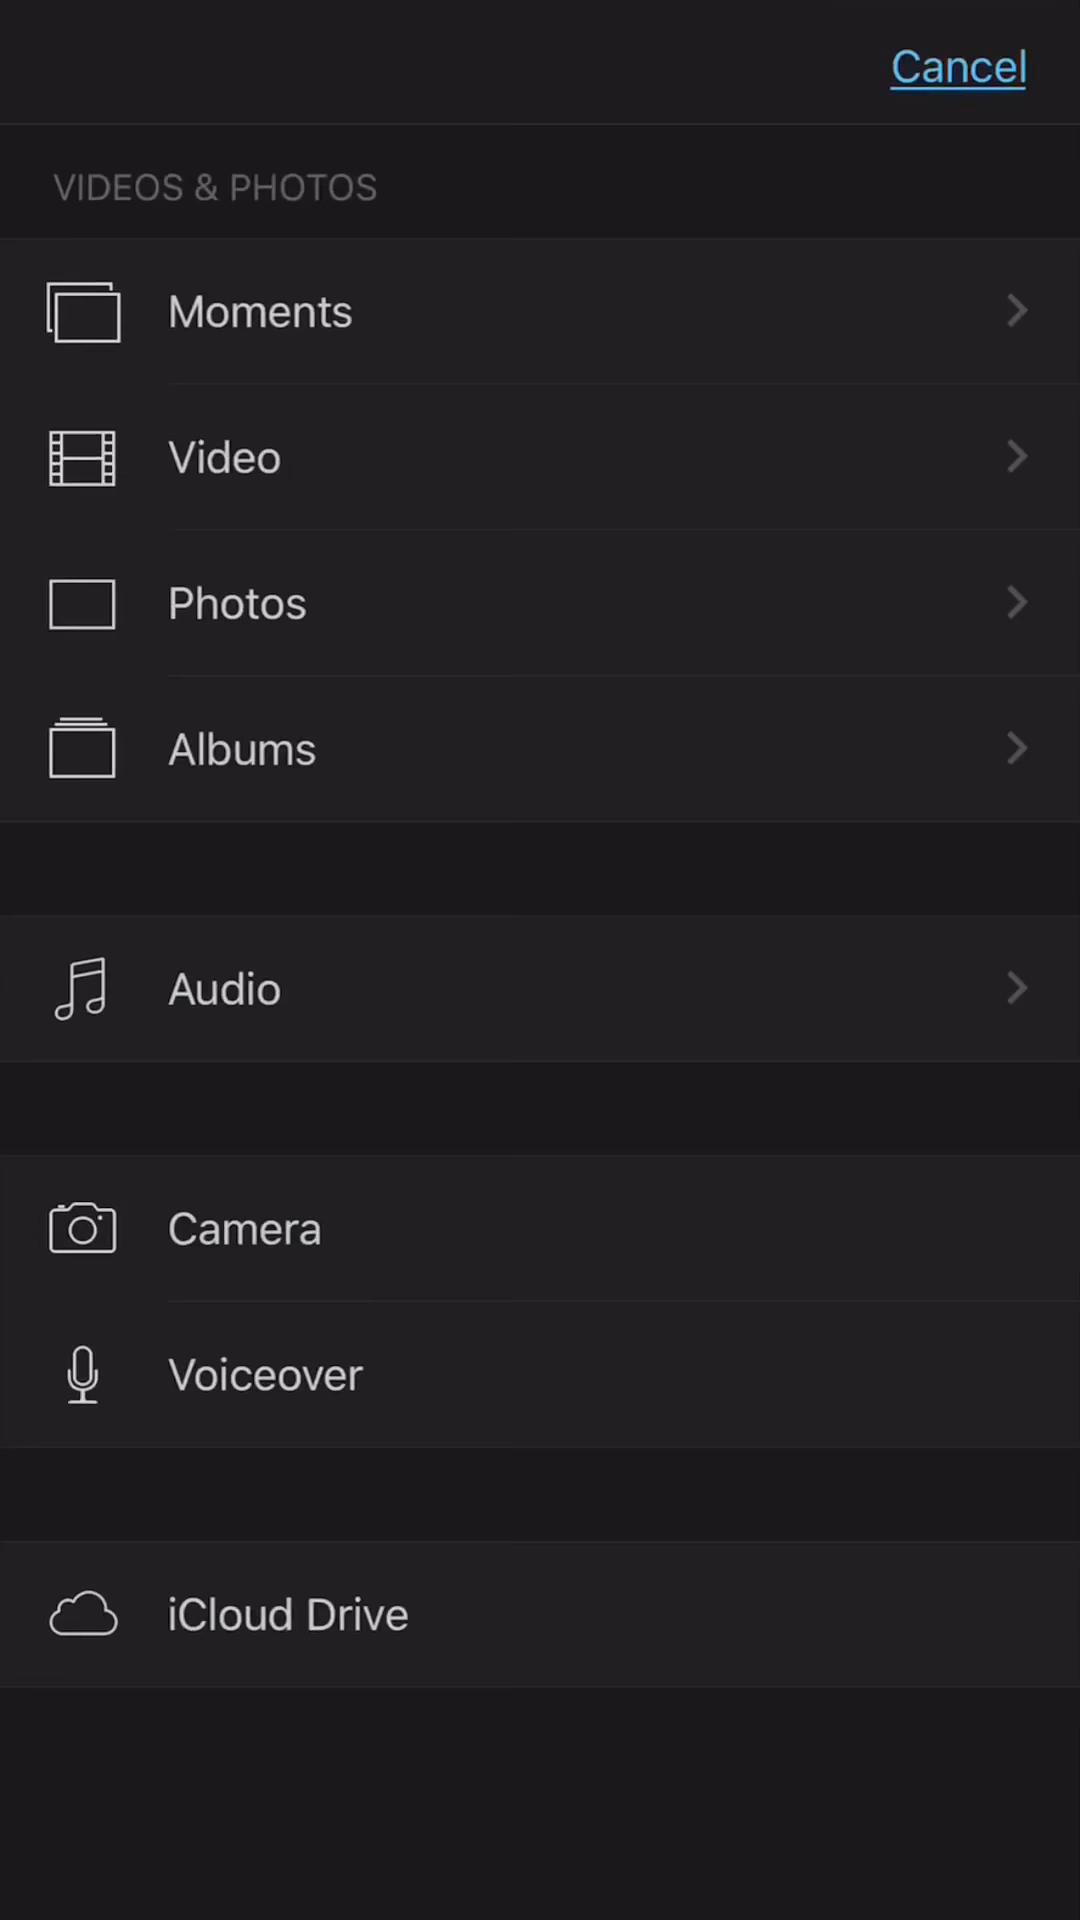 Cancel
VIDEOS & PHOTOS
Moments
Video
Photos
Albums
Audio
Camera
Voiceover
iCloud Drive